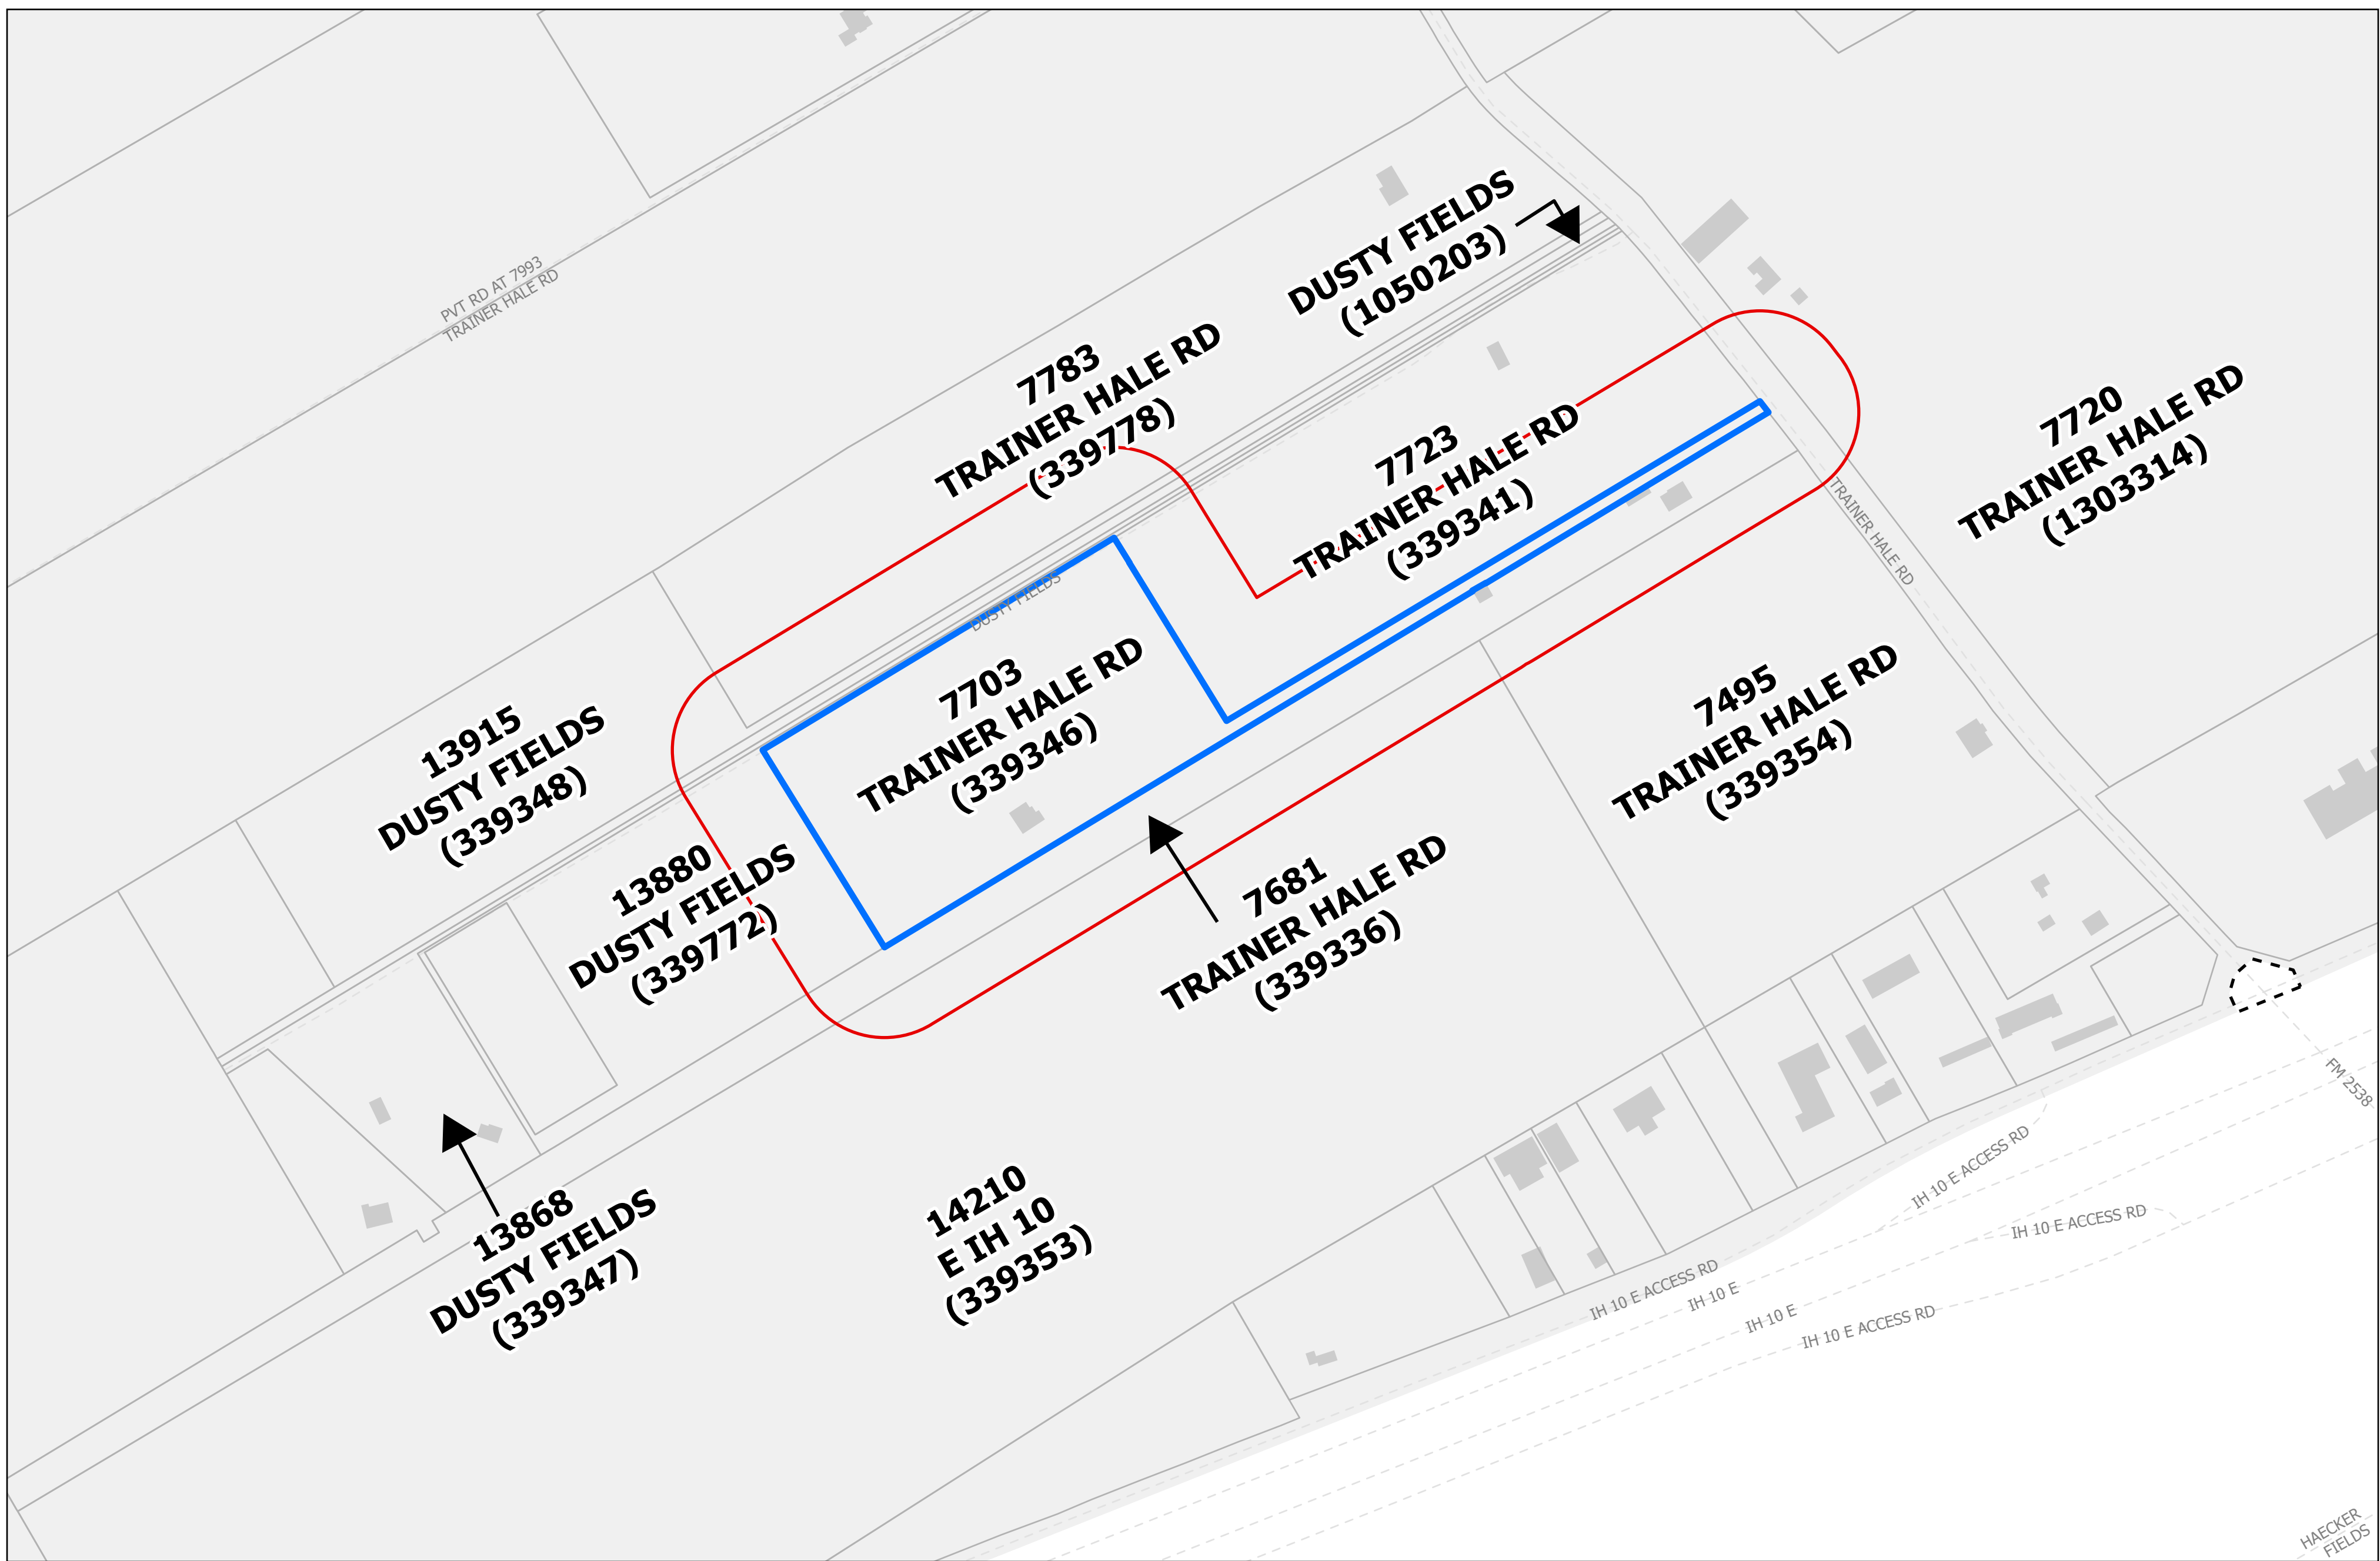 PVT RD AT 7993
TRAINER HALE RD
DUSTY FIELDS
(1050203)
7783
TRAINER HALE RD
(339778)
7723
TRAINER HALE RD
(339341)
7720
TRAINER HALE RD
(1303314)
TRAINER HALE RD
DUSTY FIELDS
7703
TRAINER HALE RD
(339346)
7495
TRAINER HALE RD
(339354)
13915
DUSTY FIELDS
(339348)
13880
DUSTY FIELDS
(339772)
7681
TRAINER HALE RD
(339336)
13868
DUSTY FIELDS
(339347)
14210
E IH 10
(339353)
FM 2538
IH 10 E ACCESS RD
IH 10 E ACCESS RD
IH 10 E ACCESS RD
IH 10 E
IH 10 E
IH 10 E ACCESS RD
HAECKER
FIELDS